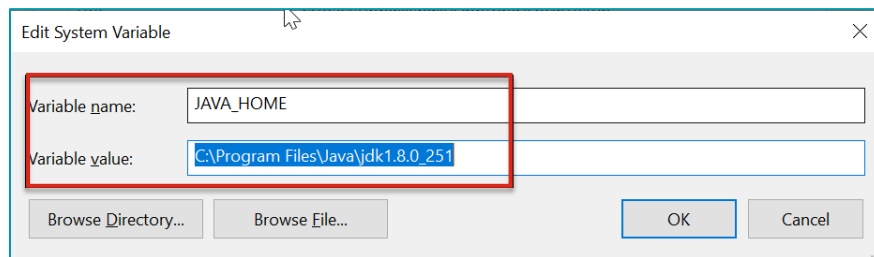 Edit System Variable
Variable name:
JAVA_HOME
Variable value:
C:\Program Files\Java\jdk1.8.0_251
Browse Directory...
Browse File...
OK
Cancel